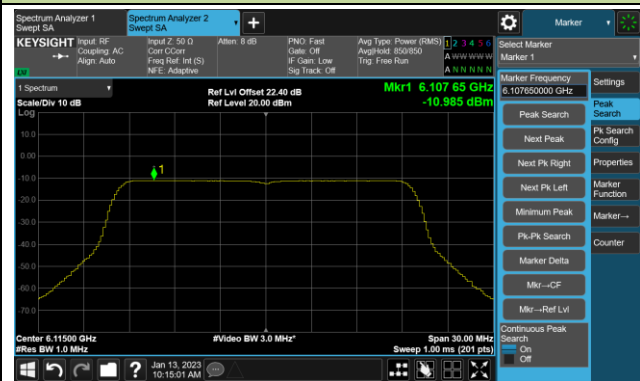 Spectrum Analyzer 1
Swept SA
Spectrum Analyzer 2
Swept SA
Marker
KEYSIGHT
Input: RF
Coupling: AC
Align: Auto
Input Z: 50 Ω
Corr CCorr
Freq Ref: Int (S)
NFE: Adaptive
Atten: 8 dB
PNO: Fast
Gate: Off
IF Gain: Low
Sig Track: Off
Avg Type: Power (RMS)
Avg|Hold: 850/850
Trig: Free Run
1 2 3 4 5 6
A W W W W W
A N N N N N
Select Marker
Marker 1
LXI
1 Spectrum
Scale/Div 10 dB
Log
Ref Lvl Offset 22.40 dB
Ref Level 20.00 dBm
Mkr1 6.107 65 GHz
-10.985 dBm
10.0
0.00
-10.0
-20.0
-30.0
-40.0
-50.0
-60.0
-70.0
1
Center 6.11500 GHz
#Res BW 1.0 MHz
#Video BW 3.0 MHz*
Span 30.00 MHz
Sweep 1.00 ms (201 pts)
Marker Frequency
6.107650000 GHz
Peak Search
Next Peak
Next Pk Right
Next Pk Left
Minimum Peak
Pk-Pk Search
Marker Delta
Mkr→CF
Mkr→Ref Lvl
Continuous Peak
Search
On
Off
Settings
Peak
Search
Pk Search
Config
Properties
Marker
Function
Marker→
Counter
?
Jan 13, 2023
10:15:01 AM